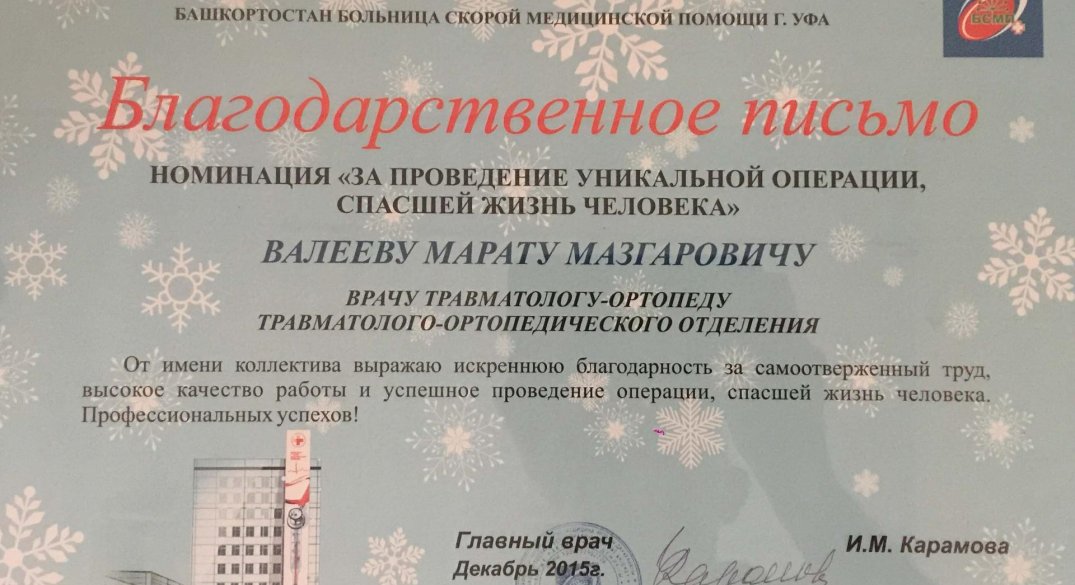 БАШКОРТОСТАН БОЛЬНИЦА СКОРОЙ МЕДИЦИНСКОЙ ПОМОЩИ Г. УФА
БСМП
Благодарственное письмо
НОМИНАЦИЯ «ЗА ПРОВЕДЕНИЕ УНИКАЛЬНОЙ ОПЕРАЦИИ,
СПАСШЕЙ ЖИЗНЬ ЧЕЛОВЕКА»
ВАЛЕЕВУ МАРАТУ МАЗГАРОВИЧУ
ВРАЧУ ТРАВМАТОЛОГУ-ОРТОПЕДУ
ТРАВМАТОЛОГО-ОРТОПЕДИЧЕСКОГО ОТДЕЛЕНИЯ
От имени коллектива выражаю искреннюю благодарность за самоотверженный труд,
высокое качество работы и успешное проведение операции, спасшей жизнь человека.
Профессиональных успехов!
Главный врач И.М. Карамова
Декабрь 2015г.